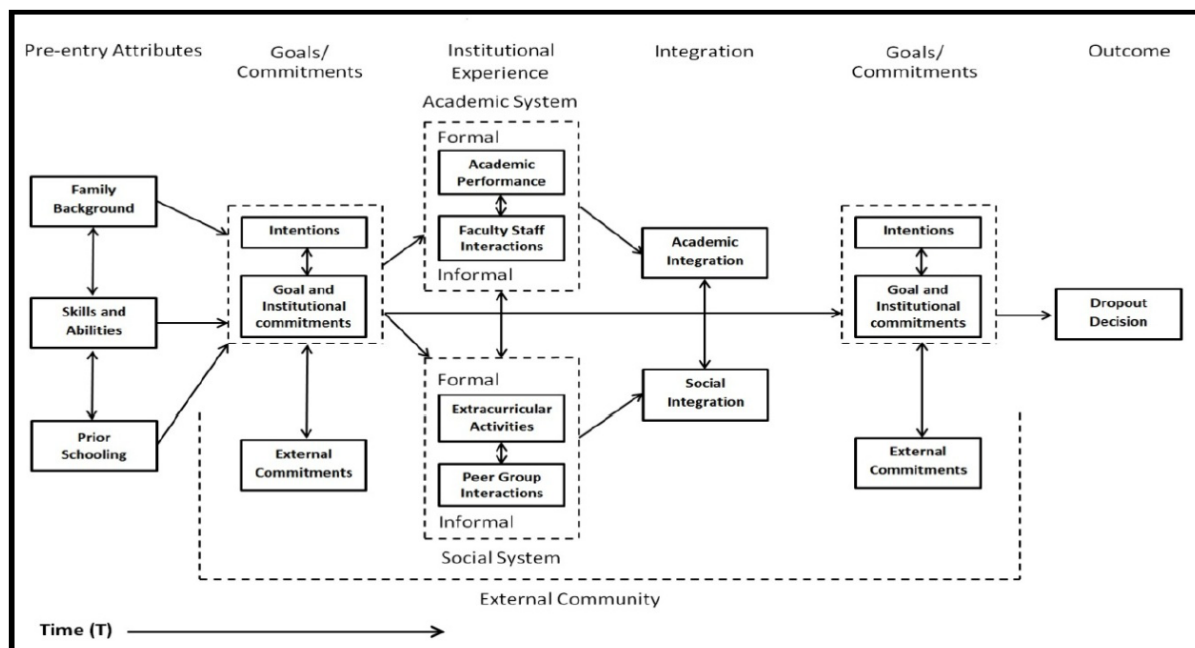 Pre-entry Attributes
Goals/
Commitments
Institutional
Experience
Integration
Goals/
Commitments
Outcome
Academic System
Formal
Academic
Performance
Faculty Staff
Interactions
Informal
Family
Background
Skills and
Abilities
Prior
Schooling
Intentions
Goal and
Institutional
commitments
External
Commitments
Formal
Extracurricular
Activities
Peer Group
Interactions
Informal
Social System
Academic
Integration
Social
Integration
Intentions
Goal and
Institutional
commitments
External
Commitments
Dropout
Decision
External Community
Time (T)